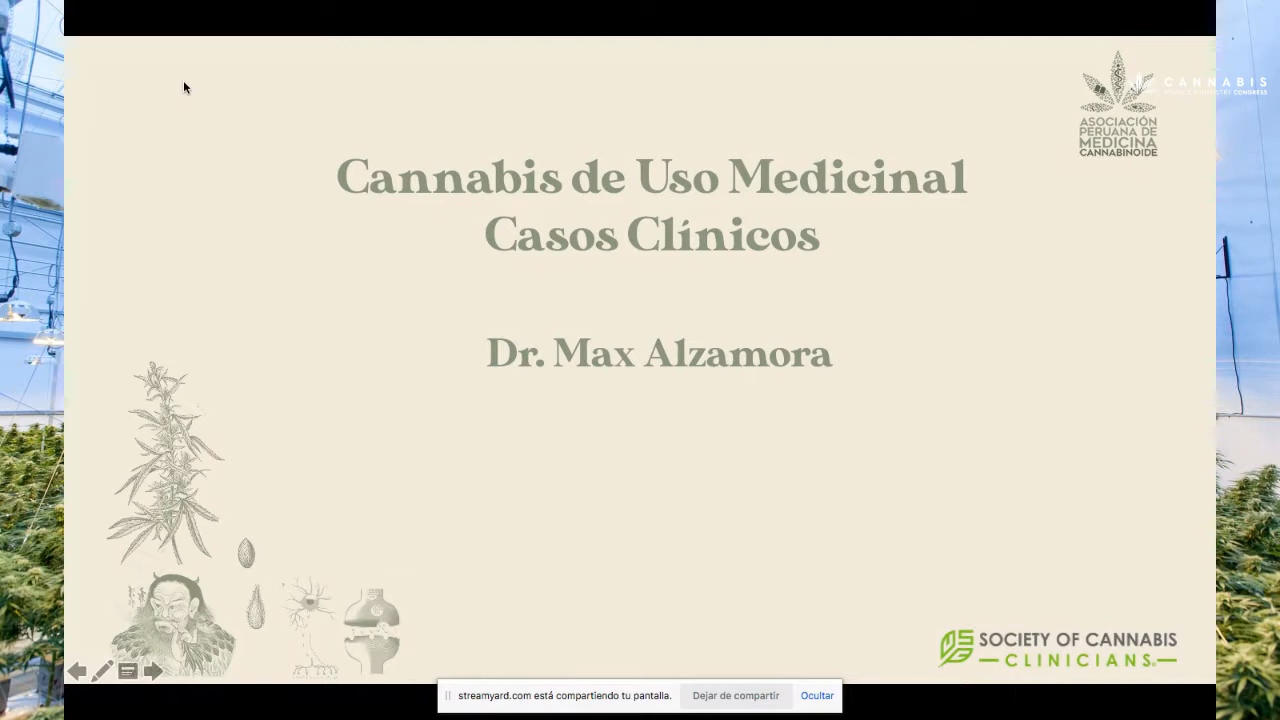 CANNABIS
CONGRESS
ASOCIACIÓN
PERUANA DE
MEDICINA
CANNABINOIDE
Cannabis de Uso Medicinal
Casos Clínicos
Dr. Max Alzamora
SOCIETY OF CANNABIS
CLINICIANS
streamyard.com está compartiendo tu pantalla.
Dejar de compartir
Ocultar